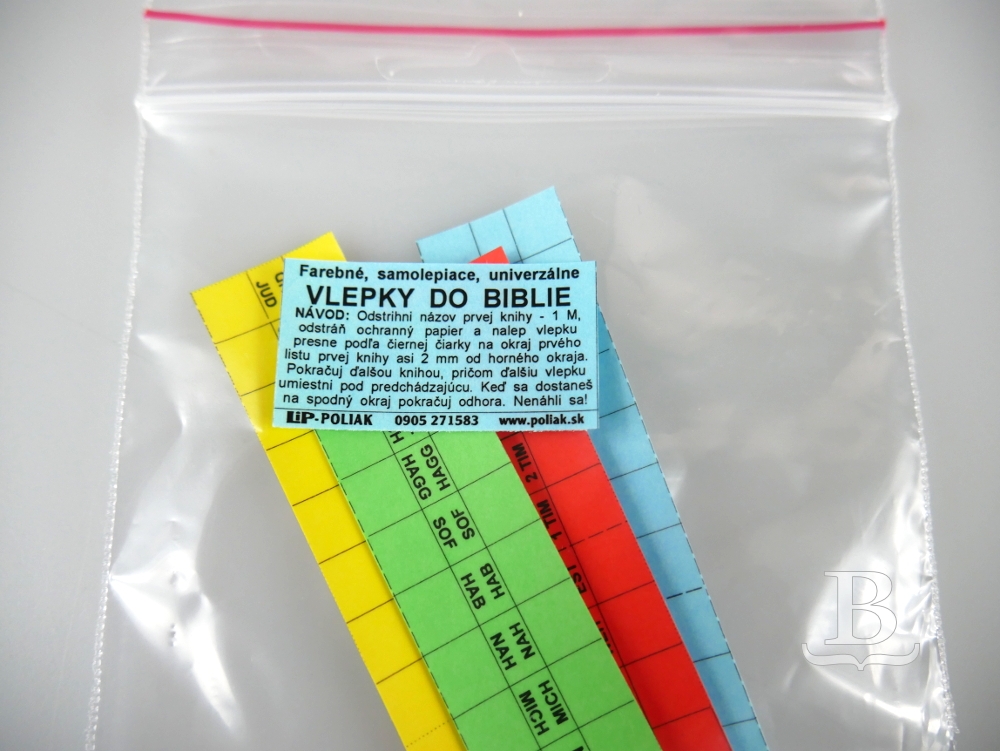 Farebné, samolepiace, univerzálne
VLEPKY DO BIBLIE
NÁVOD: Odstrihni názov prvej knihy - 1 M,
odstráň ochranný papier a nalep vlepku
presne podľa čiernej čiarky na okraj prvého
listu prvej knihy asi 2 mm od horného okraja.
Pokračuj ďalšou knihou, pričom ďalšiu vlepku
umiestni pod predchádzajúcu. Keď sa dostaneš
na spodný okraj pokračuj odhora. Nenáhli sa!
LiP-POLIAK 0905 271583 www.poliak.sk
JUD
HAGG HAGG
SOF SOF
HAB HAB
NAH NAH
MICH MICH
2 TIM
1 TIM
EST
B